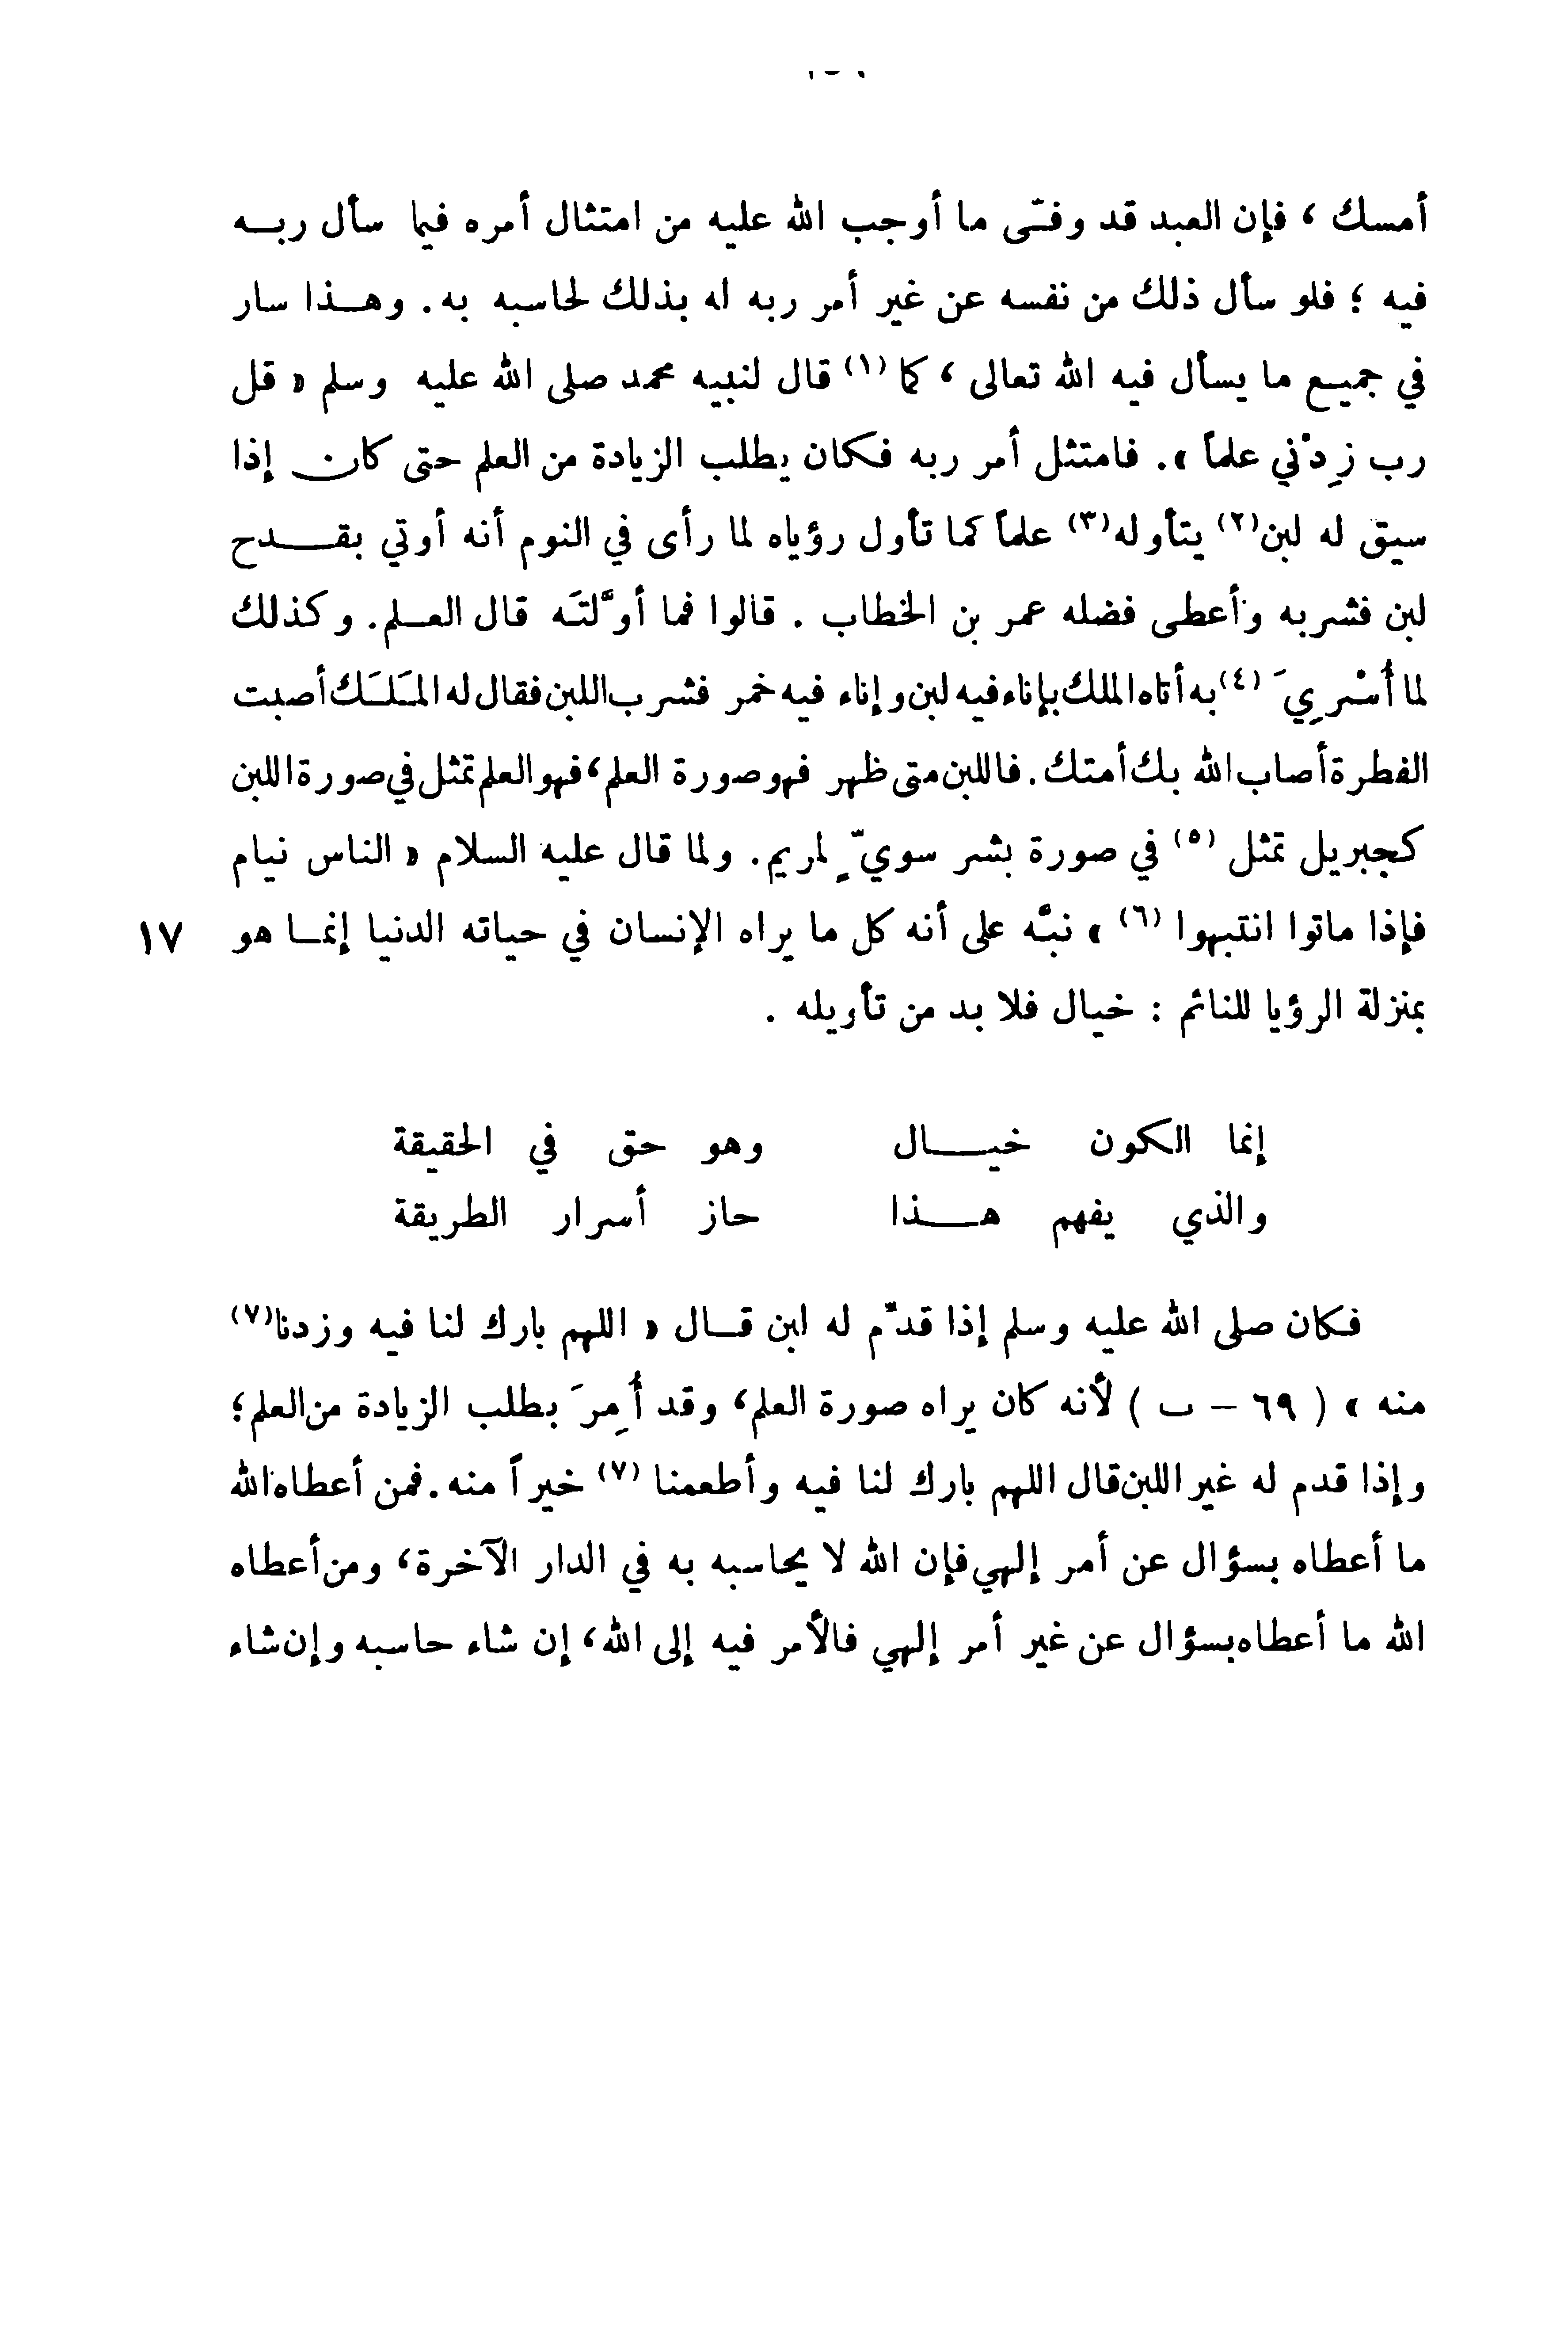 أمسك ، فإن العبد قد وفَّى ما أوجب الله عليه من امتثال أمره فيما سأل ربه
فيه ؛ فلو سأل ذلك من نفسه عن غير أمر ربه له بذلك لحاسبه به . وهذا سار
في جميع ما يسأل فيه الله تعالى ، كما (١) قال لنبيه محمد صلى الله عليه وسلم « قل
رب زِدْني علماً ». فامتثل أمر ربه فكان يطلب الزيادة من العلم حتى كان إذا
سيق له لبن (٢) يتأوله (٣) علماً كما تأول رؤياه لما رأى في النوم أنه أوتي بقدح
لبن فشربه وأعطى فضله عمر بن الخطاب . قالوا فما أوَّلتَه قال العلم . وكذلك
لما أُسْرِيَ (٤) به أتاه الملك بإناء فيه لبن وإناء فيه خمر فشرب اللبن فقال له المَلَك أصبت
الفطرة أصاب الله بك أمتك . فاللبن متى ظهر فهو صورة العلم ، فهو العلم تمثل في صورة اللبن
كجبريل تمثل (٥) في صورة بشر سويٍّ لمريم . ولما قال عليه السلام « الناس نيام
فإذا ماتوا انتبهوا (٦) » نبَّه على أنه كل ما يراه الإنسان في حياته الدنيا إنما هو ١٧
بمنزلة الرؤيا للنائم : خيال فلا بد من تأويله .
إنما الكون خيال وهو حق في الحقيقة
والذي يفهم هذا حاز أسرار الطريقة
فكان صلى الله عليه وسلم إذا قدِّم له لبن قال « اللهم بارك لنا فيه وزدنا (٧)
منه » ( ٦٩ – ب ) لأنه كان يراه صورة العلم ، وقد أُمِرَ بطلب الزيادة من العلم ؛
وإذا قدم له غير اللبن قال اللهم بارك لنا فيه وأطعمنا (٧) خيراً منه . فمن أعطاه الله
ما أعطاه بسؤال عن أمر إلهي فإن الله لا يحاسبه به في الدار الآخرة ، ومن أعطاه
الله ما أعطاه بسؤال عن غير أمر إلهي فالأمر فيه إلى الله ، إن شاء حاسبه وإن شاء